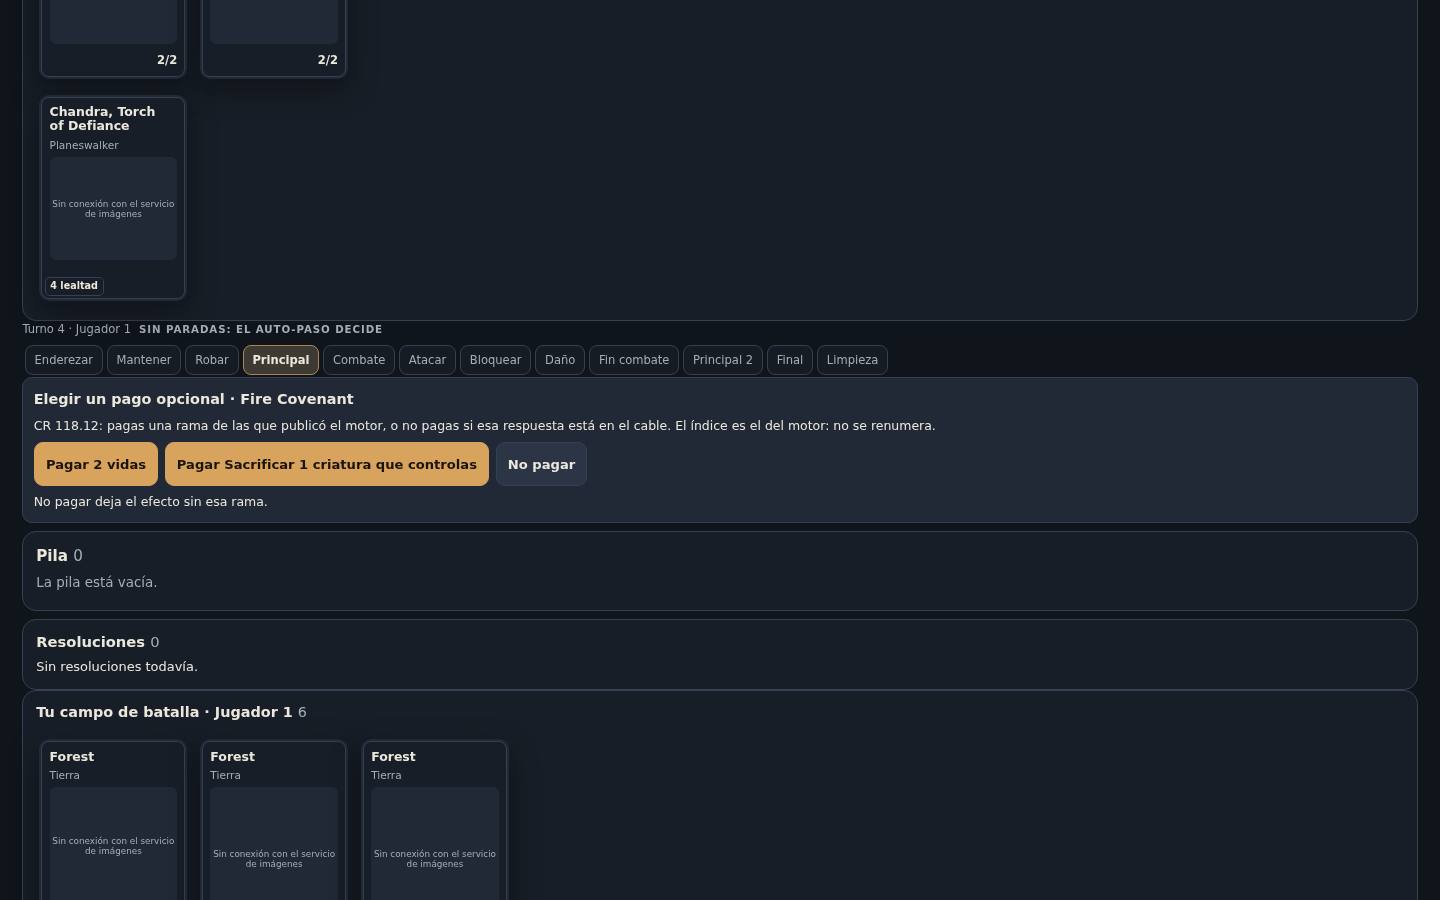 2/2
2/2
Chandra, Torch
of Defiance
Planeswalker
Sin conexión con el servicio
de imágenes
4 lealtad
Turno 4 · Jugador 1 SIN PARADAS: EL AUTO-PASO DECIDE
Enderezar
Mantener
Robar
Principal
Combate
Atacar
Bloquear
Daño
Fin combate
Principal 2
Final
Limpieza
Elegir un pago opcional · Fire Covenant
CR 118.12: pagas una rama de las que publicó el motor, o no pagas si esa respuesta está en el cable. El índice es el del motor: no se renumera.
Pagar 2 vidas
Pagar Sacrificar 1 criatura que controlas
No pagar
No pagar deja el efecto sin esa rama.
Pila 0
La pila está vacía.
Resoluciones 0
Sin resoluciones todavía.
Tu campo de batalla · Jugador 1 6
Forest
Tierra
Sin conexión con el servicio
de imágenes
Forest
Tierra
Sin conexión con el servicio
de imágenes
Forest
Tierra
Sin conexión con el servicio
de imágenes